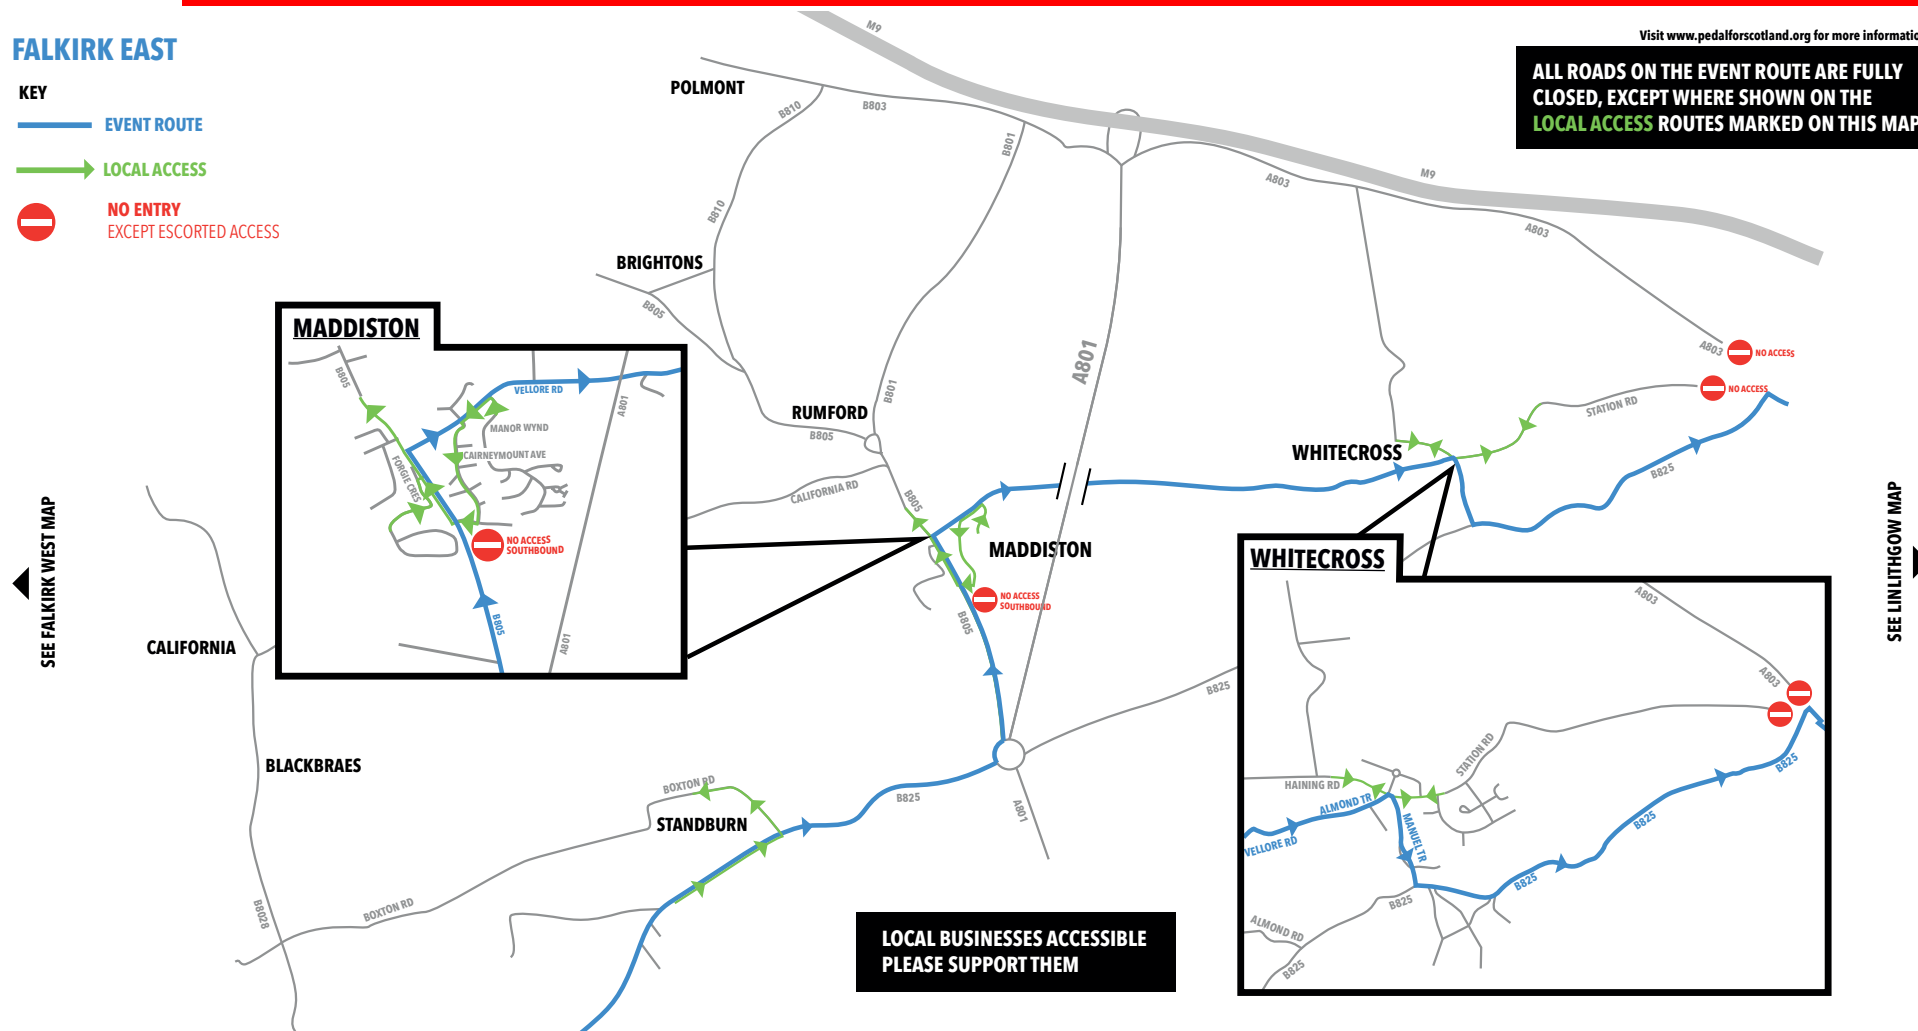 Visit www.pedalforscotland.org for more informatio
FALKIRK EAST
KEY
EVENT ROUTE
LOCAL ACCESS
NO ENTRY
EXCEPT ESCORTED ACCESS
ALL ROADS ON THE EVENT ROUTE ARE FULLY
CLOSED, EXCEPT WHERE SHOWN ON THE
LOCAL ACCESS ROUTES MARKED ON THIS MAP
M9
POLMONT
B810
B803
B801
A803
M9
B810
A803
BRIGHTONS
B805
A801
A803
NO ACCESS
NO ACCESS
STATION RD
B801
RUMFORD
B805
WHITECROSS
B825
CALIFORNIA RD
B805
MADDISTON
NO ACCESS
SOUTHBOUND
B805
B825
A801
B825
SEE FALKIRK WEST MAP
SEE LINLITHGOW MAP
CALIFORNIA
BLACKBRAES
BOXTON RD
STANDBURN
BOXTON RD
B8028
MADDISTON
B805
VELLORE RD
A801
MANOR WYND
CAIRNEYMOUNT AVE
FORGIE CRES
NO ACCESS
SOUTHBOUND
B805
A801
WHITECROSS
A803
A803
STATION RD
HAINING RD
ALMOND TR
MANUEL TR
VELLORE RD
B825
B825
B825
B825
ALMOND RD
B825
LOCAL BUSINESSES ACCESSIBLE
PLEASE SUPPORT THEM